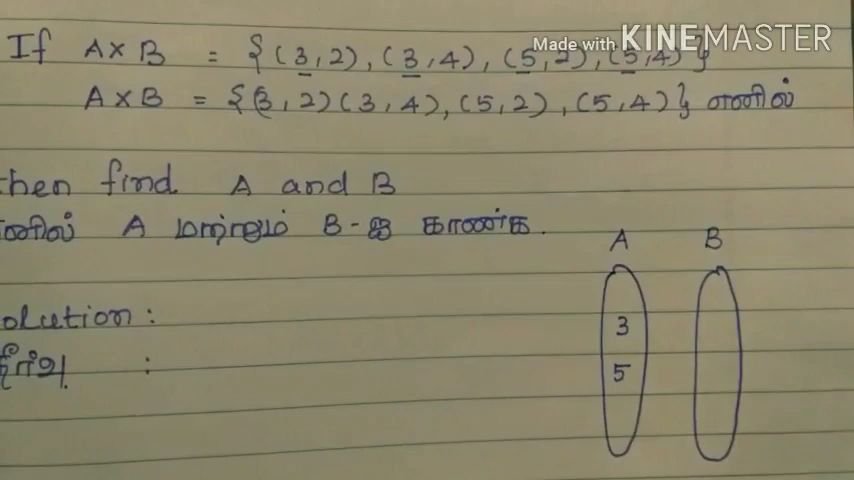 Made with KINEMASTER
If A×B = {(3,2), (3,4), (5,2), (5,4)}
A×B = {(3,2)(3,4), (5,2), (5,4)} எனில்
then find A and B
எனில் A மற்றும் B-ஐ காண்க.
A B
olution :
தீர்வு :
3
5